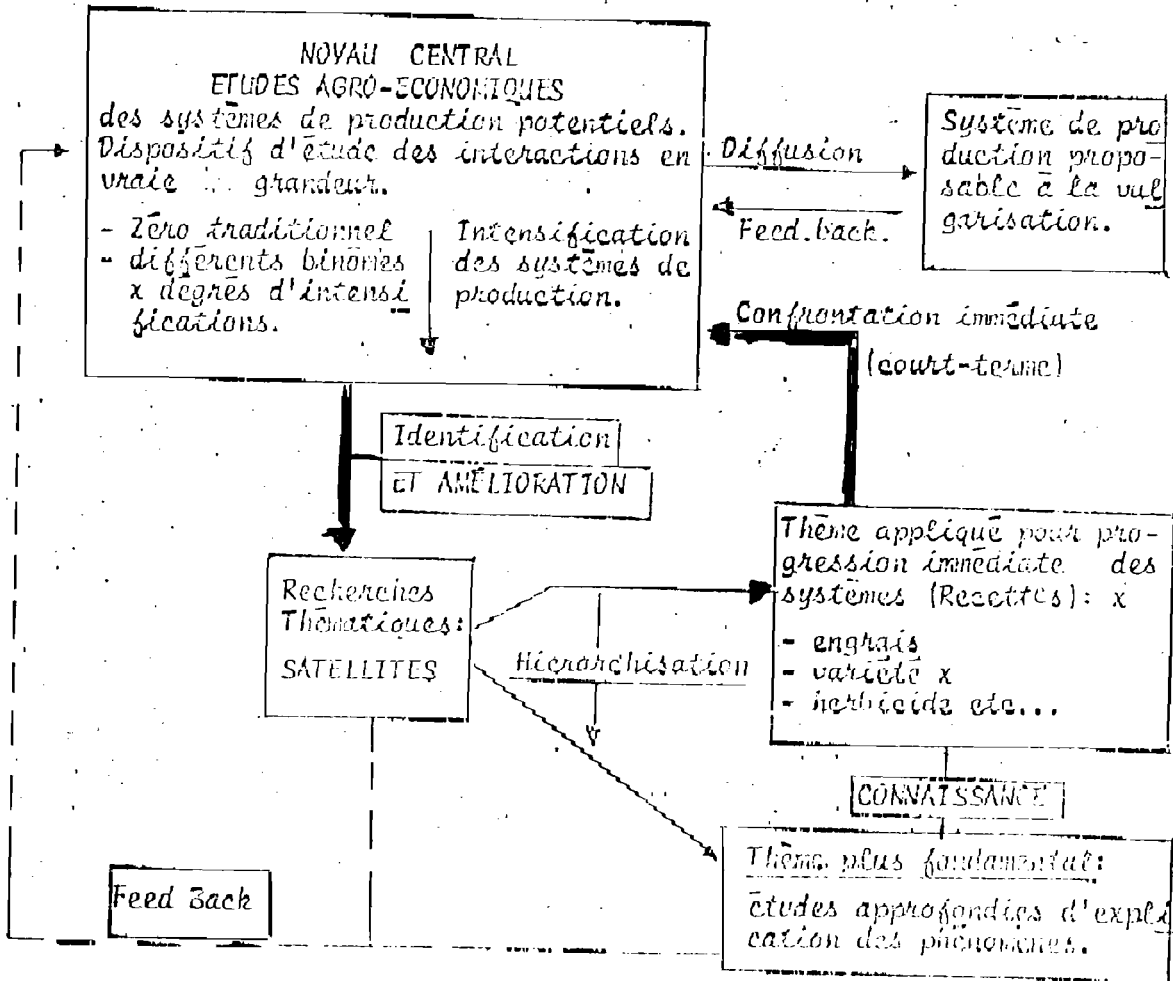 NOYAU CENTRAL
ETUDES AGRO-ECONOMIQUES
des systèmes de production potentiels.
Dispositif d'étude des interactions en
vraie grandeur.
- Zéro traditionnel
- différents binômes
x degrés d'intensi
fications.
Intensification
des systèmes de
production.
Diffusion
Feed.back.
Système de pro
duction propo-
sable à la vul
garisation.
Confrontation immédiate
(court-terme)
Identification
ET AMÉLIORATION
Recherches
Thématiques:
SATELLITES
Hiérarchisation
Thème appliqué pour pro-
gression immédiate des
systèmes (Recettes): x
- engrais
- variété x
- herbicide etc...
CONNAISSANCE
Thème plus fondamental:
études approfondies d'expli
cation des phénomènes.
Feed Back